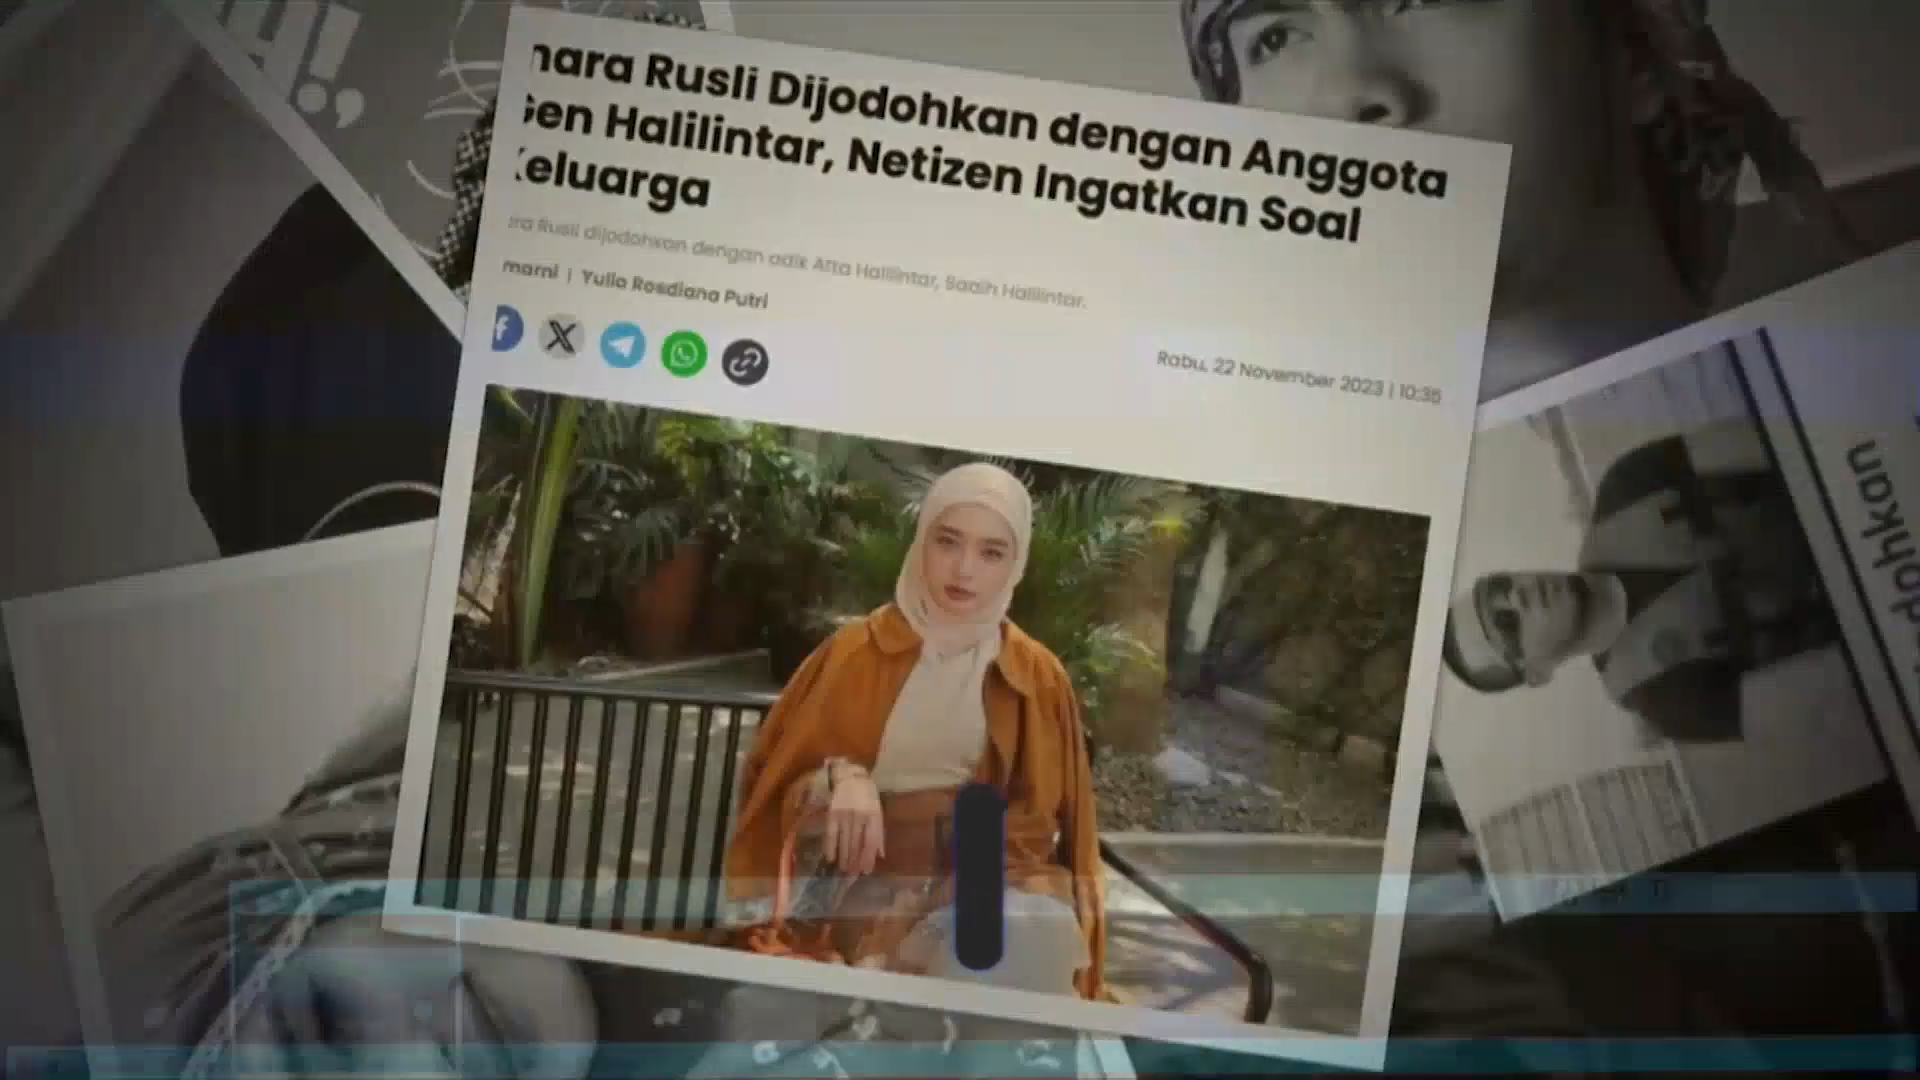 nara Rusli Dijodohkan dengan Anggota
Gen Halilintar, Netizen Ingatkan Soal
Keluarga
ara Rusli dijodohkan dengan adik Atta Halilintar, Saaih Halilintar.
marni | Yulia Rosdiana Putri
Rabu, 22 November 2023 | 10:35
H!,
dohkan